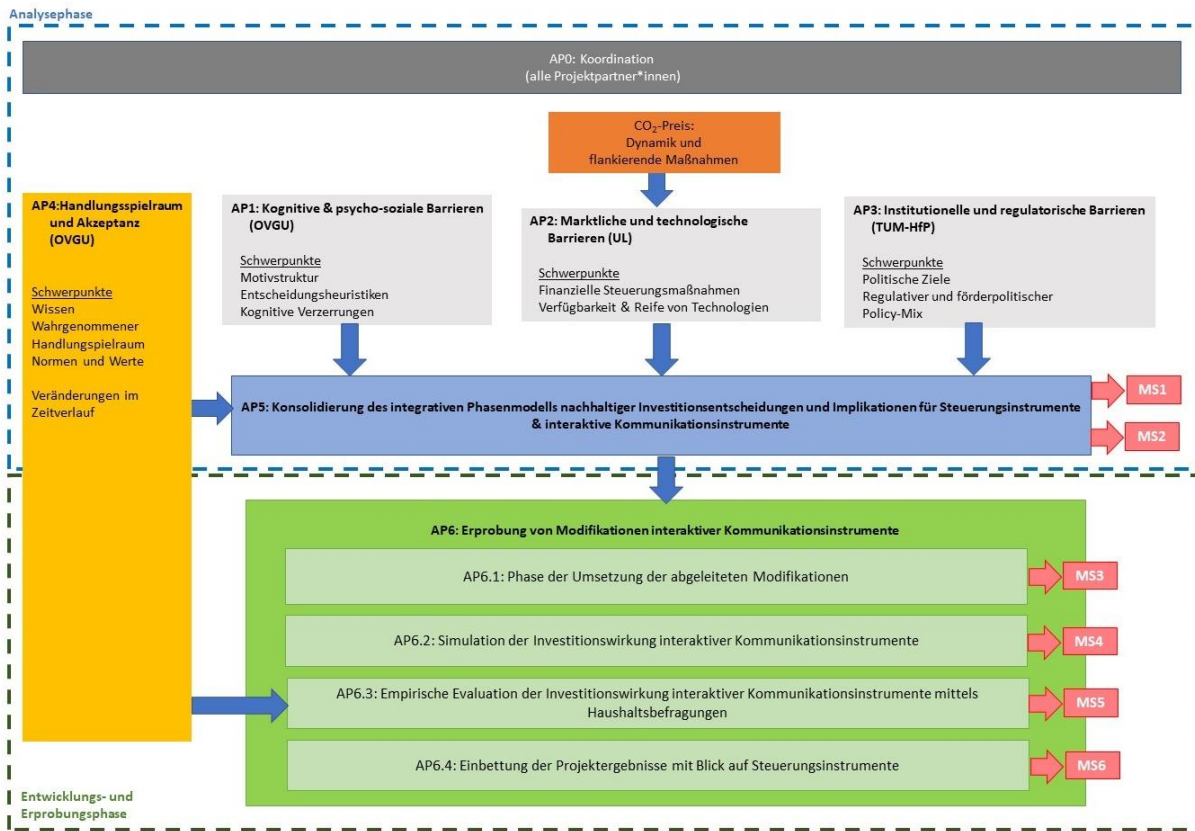 Analysephase
AP0: Koordination
(alle Projektpartner*innen)
CO₂-Preis:
Dynamik und
flankierende Maßnahmen
AP4:Handlungsspielraum
und Akzeptanz
(OVGU)
Schwerpunkte
Wissen
Wahrgenommener
Handlungspielraum
Normen und Werte
Veränderungen im
Zeitverlauf
AP1: Kognitive & psycho-soziale Barrieren
(OVGU)
Schwerpunkte
Motivstruktur
Entscheidungsheuristiken
Kognitive Verzerrungen
AP2: Marktliche und technologische
Barrieren (UL)
Schwerpunkte
Finanzielle Steuerungsmaßnahmen
Verfügbarkeit & Reife von Technologien
AP3: Institutionelle und regulatorische Barrieren
(TUM-HfP)
Schwerpunkte
Politische Ziele
Regulativer und förderpolitischer
Policy-Mix
AP5: Konsolidierung des integrativen Phasenmodells nachhaltiger Investitionsentscheidungen und Implikationen für Steuerungsinstrumente
& interaktive Kommunikationsinstrumente
MS1
MS2
AP6: Erprobung von Modifikationen interaktiver Kommunikationsinstrumente
AP6.1: Phase der Umsetzung der abgeleiteten Modifikationen
MS3
AP6.2: Simulation der Investitionswirkung interaktiver Kommunikationsinstrumente
MS4
AP6.3: Empirische Evaluation der Investitionswirkung interaktiver Kommunikationsinstrumente mittels
Haushaltsbefragungen
MS5
AP6.4: Einbettung der Projektergebnisse mit Blick auf Steuerungsinstrumente
MS6
Entwicklungs- und
Erprobungsphase